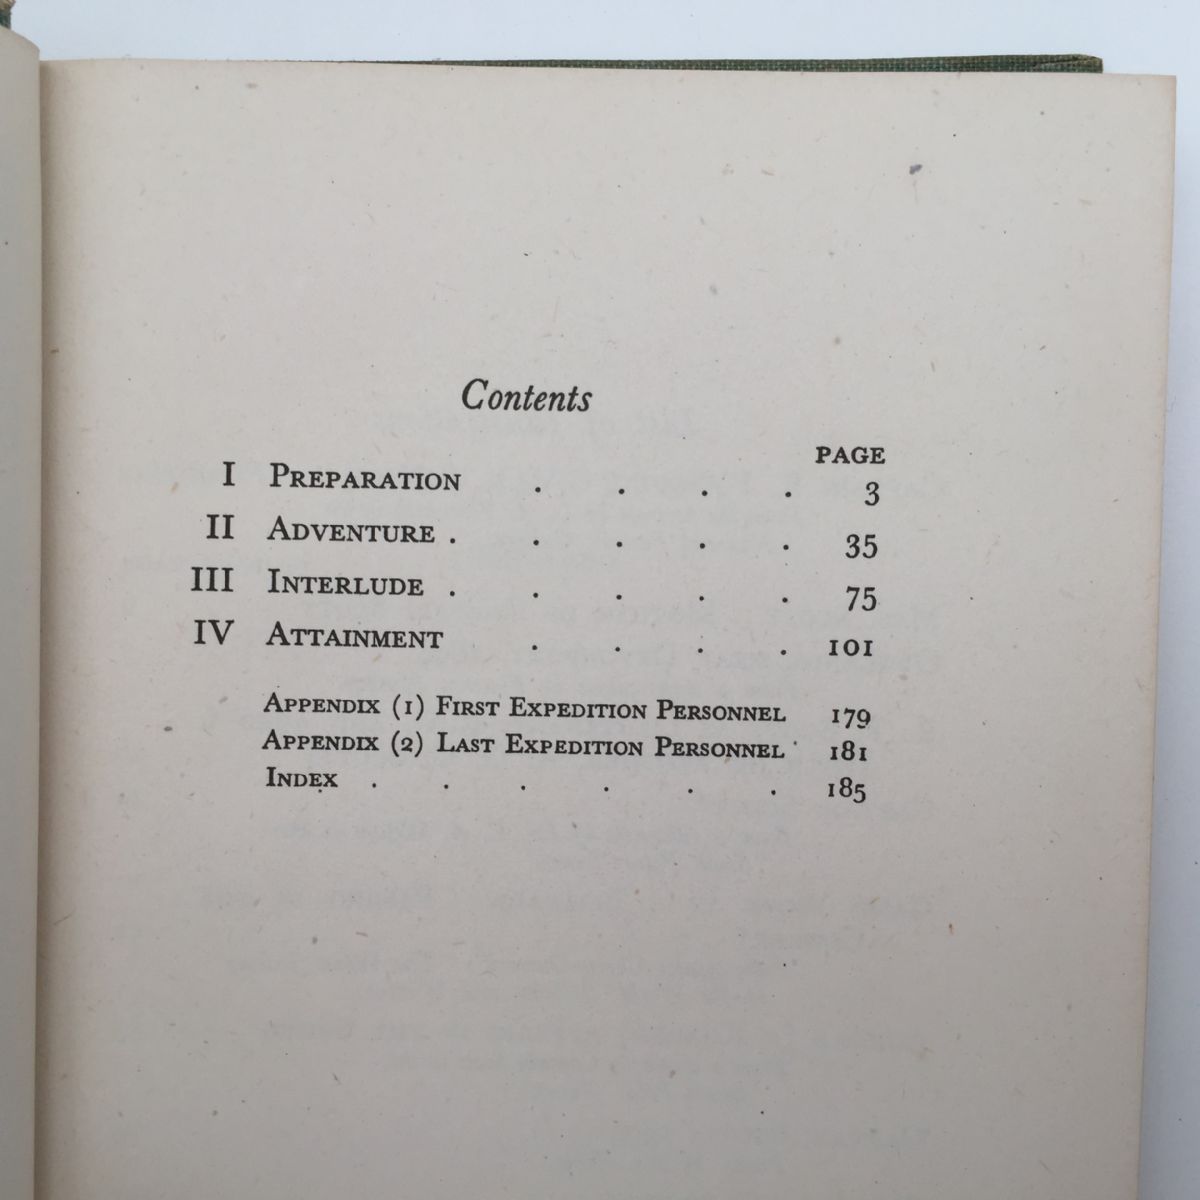 Contents
PAGE
I PREPARATION . . . . 3
II ADVENTURE . . . . . 35
III INTERLUDE . . . . . 75
IV ATTAINMENT . . . . 101
APPENDIX (1) FIRST EXPEDITION PERSONNEL 179
APPENDIX (2) LAST EXPEDITION PERSONNEL 181
INDEX . . . . . . 185